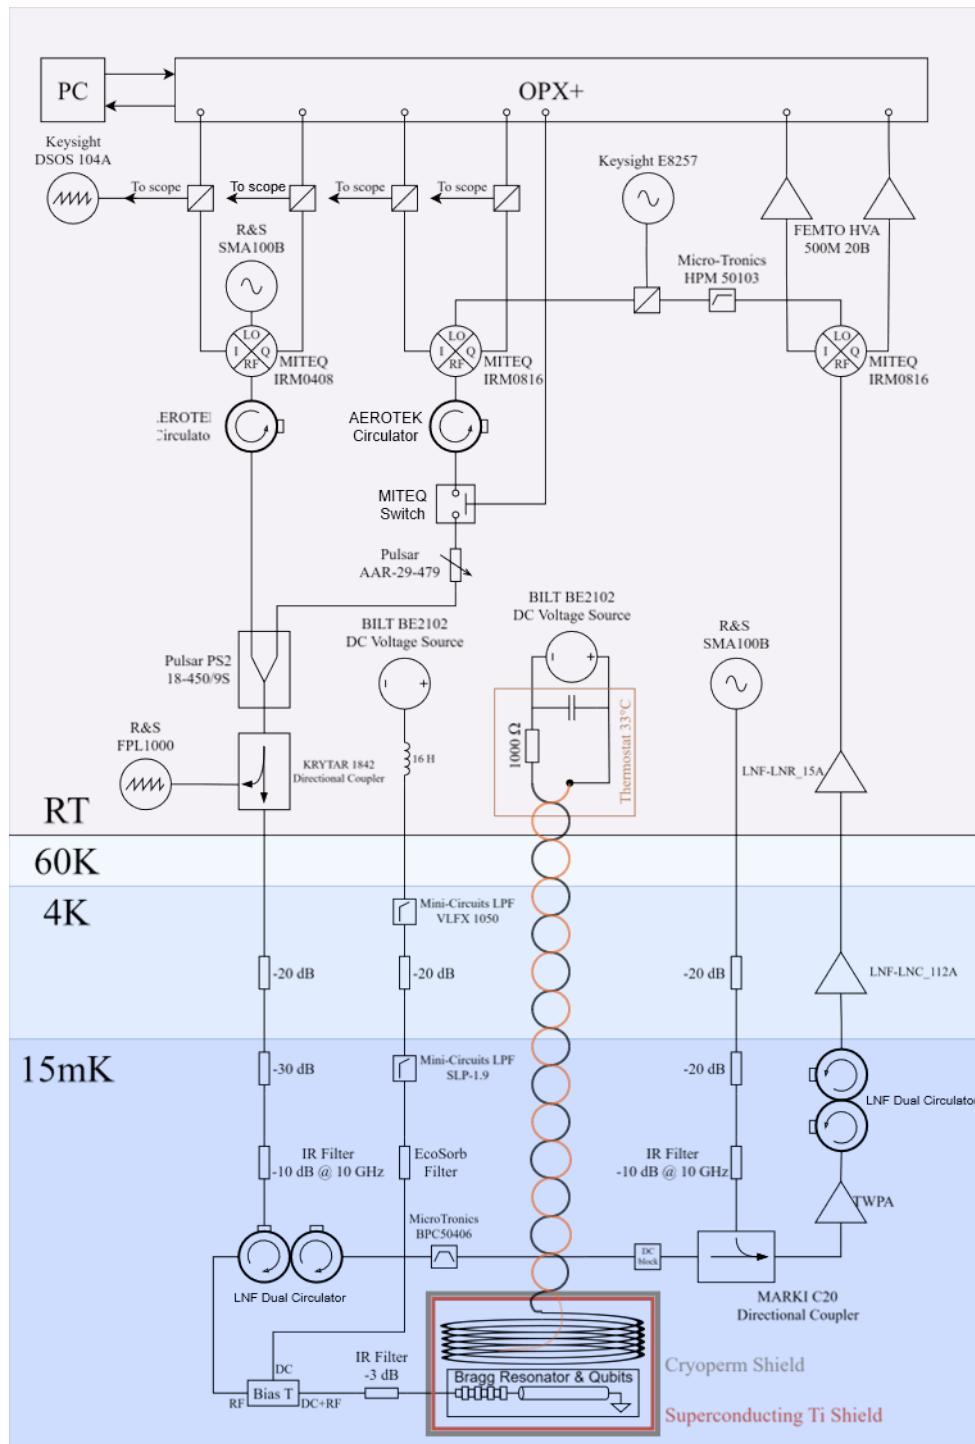 PC
OPX+
Keysight
DSOS 104A
To scope
To scope
To scope
To scope
Keysight E8257
R&S
SMA100B
FEMTO HVA
500M 20B
Micro-Tronics
HPM 50103
LO
I
Q
RF
MITEQ
IRM0408
LO
I
Q
RF
MITEQ
IRM0816
LO
I
Q
RF
MITEQ
IRM0816
AEROTEK
Circulator
MITEQ
Switch
Pulsar
AAR-29-479
BILT BE2102
DC Voltage Source
BILT BE2102
DC Voltage Source
R&S
SMA100B
Pulsar PS2
18-450/9S
1000 Ω
Thermostat 33°C
R&S
FPL1000
KRYTAR 1842
Directional Coupler
16 H
LNF-LNR_15A
RT
60K
4K
Mini-Circuits LPF
VLFX 1050
-20 dB
-20 dB
-20 dB
LNF-LNC_112A
15mK
-30 dB
Mini-Circuits LPF
SLP-1.9
-20 dB
LNF Dual Circulator
IR Filter
-10 dB @ 10 GHz
EcoSorb
Filter
IR Filter
-10 dB @ 10 GHz
TWPA
MicroTronics
BPC50406
DC
block
LNF Dual Circulator
MARKI C20
Directional Coupler
DC
RF
Bias T
DC+RF
IR Filter
-3 dB
Bragg Resonator & Qubits
Cryoperm Shield
Superconducting Ti Shield